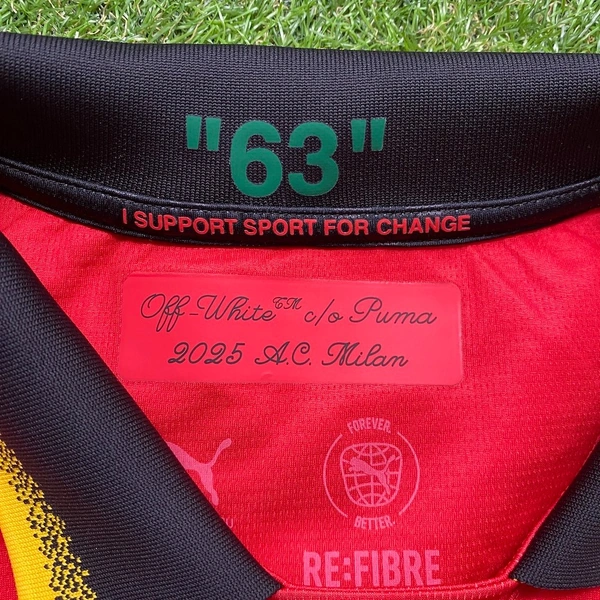 "63"
I SUPPORT SPORT FOR CHANGE
Off-White™ c/o Puma
2025 A.C. Milan
FOREVER.
BETTER.
RE:FIBRE